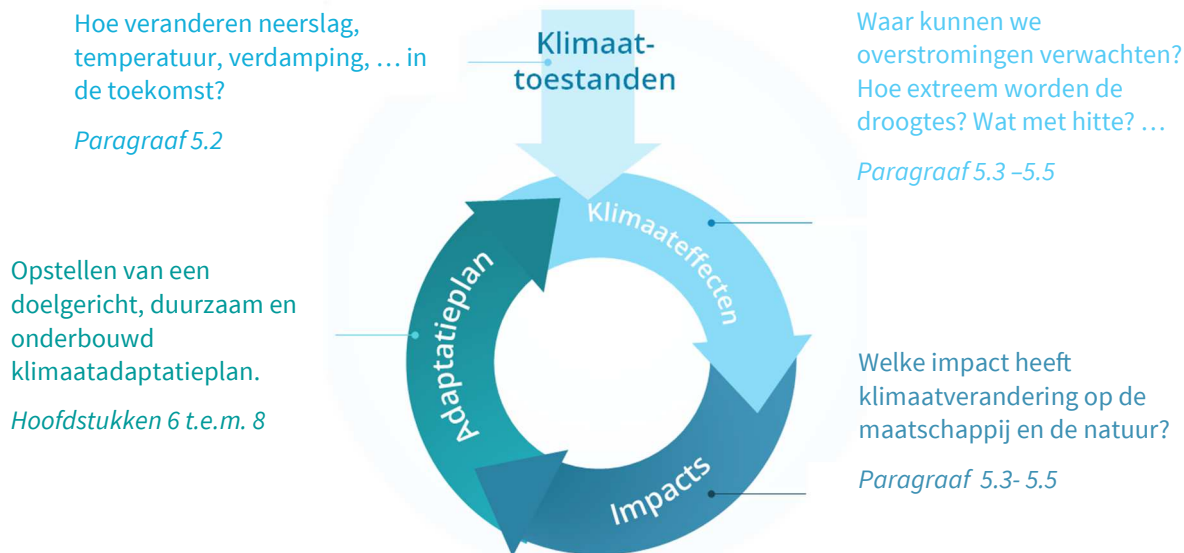 Hoe veranderen neerslag,
temperatuur, verdamping, … in
de toekomst?
Paragraaf 5.2
Klimaat-
toestanden
Waar kunnen we
overstromingen verwachten?
Hoe extreem worden de
droogtes? Wat met hitte? …
Paragraaf 5.3 –5.5
Klimaateffecten
Opstellen van een
doelgericht, duurzaam en
onderbouwd
klimaatadaptatieplan.
Hoofdstukken 6 t.e.m. 8
Adaptatieplan
Welke impact heeft
klimaatverandering op de
maatschappij en de natuur?
Paragraaf  5.3- 5.5
Impacts